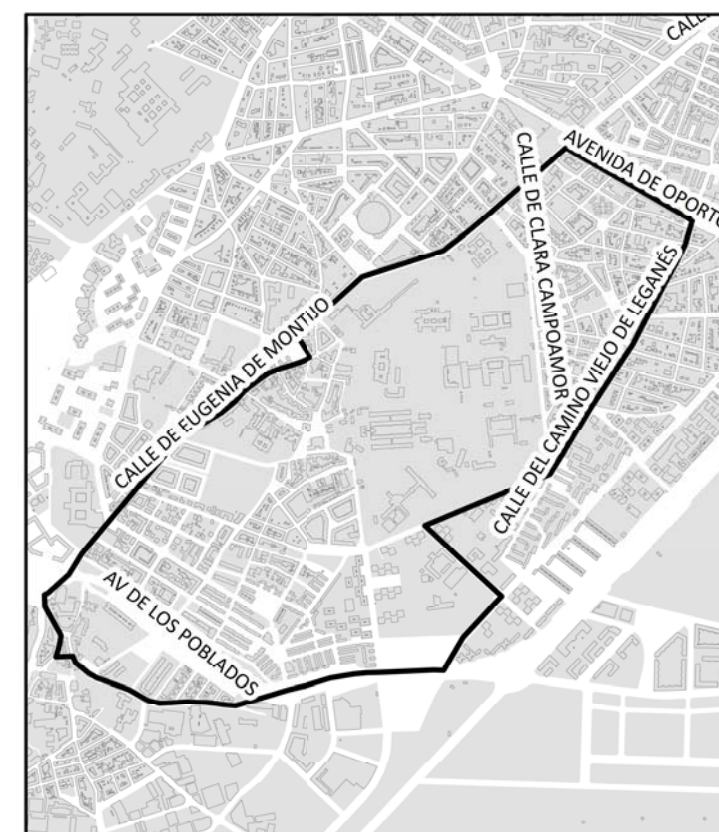 CALLE
AVENIDA DE OPORTO
CALLE DE CLARA CAMPOAMOR
CALLE DEL CAMINO VIEJO DE LEGANÉS
CALLE DE EUGENIA DE MONTIJO
AV DE LOS POBLADOS